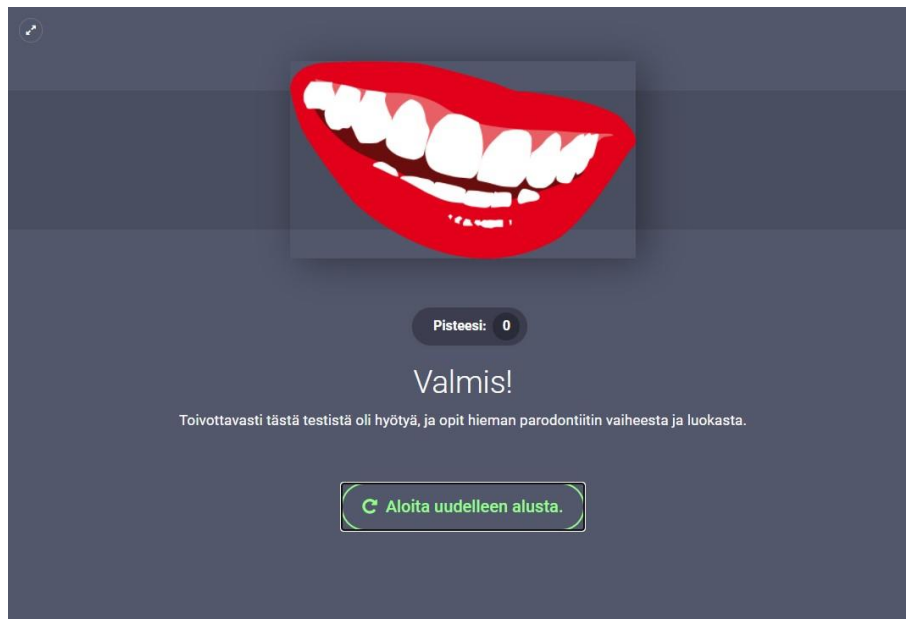 Pisteesi: 0
Valmis!
Toivottavasti tästä testistä oli hyötyä, ja opit hieman parodontiitin vaiheesta ja luokasta.
Aloita uudelleen alusta.